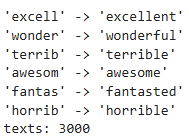 'excell' -> 'excellent'
'wonder' -> 'wonderful'
'terrib' -> 'terrible'
'awesom' -> 'awesome'
'fantas' -> 'fantasted'
'horrib' -> 'horrible'
texts: 3000